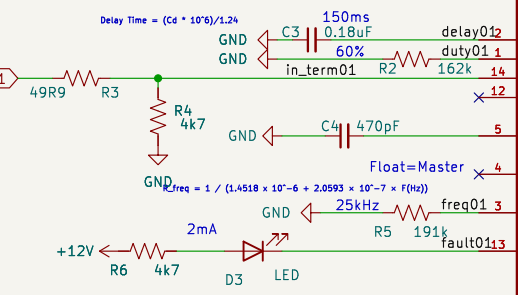 Delay Time = (Cd * 10^6)/1.24
150ms
GND C3 0.18uF delay01 2
GND 60% R2 162k duty01 1
1 49R9 R3 in_term01 14
12
R4
4k7
GND
GND C4 470pF 5
Float=Master 4
R_freq = 1 / (1.4518 x 10^-6 + 2.0593 × 10^-7 × F(Hz))
GND 25kHz R5 191k freq01 3
2mA
+12V R6 4k7 D3 LED fault01 13